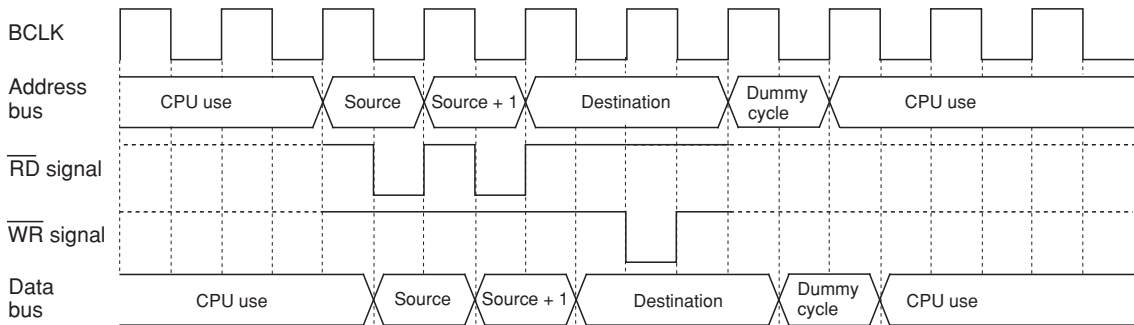 BCLK
Address
bus
CPU use
Source
Source + 1
Destination
Dummy
cycle
CPU use
RD signal
WR signal
Data
bus
CPU use
Source
Source + 1
Destination
Dummy
cycle
CPU use